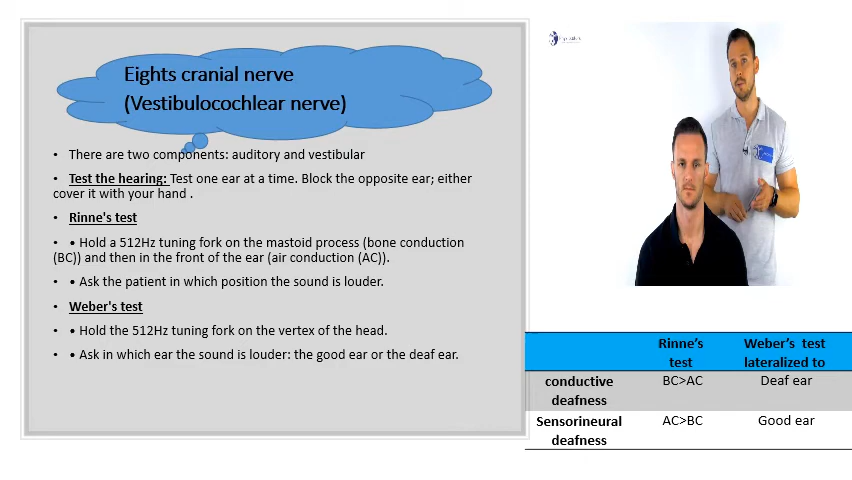 Eights cranial nerve
(Vestibulocochlear nerve)
• There are two components: auditory and vestibular
• Test the hearing: Test one ear at a time. Block the opposite ear; either
cover it with your hand .
• Rinne's test
• • Hold a 512Hz tuning fork on the mastoid process (bone conduction
(BC)) and then in the front of the ear (air conduction (AC)).
• • Ask the patient in which position the sound is louder.
• Weber's test
• • Hold the 512Hz tuning fork on the vertex of the head.
• • Ask in which ear the sound is louder: the good ear or the deaf ear.
Rinne’s Weber’s test
test lateralized to
conductive BC>AC Deaf ear
deafness
Sensorineural AC>BC Good ear
deafness